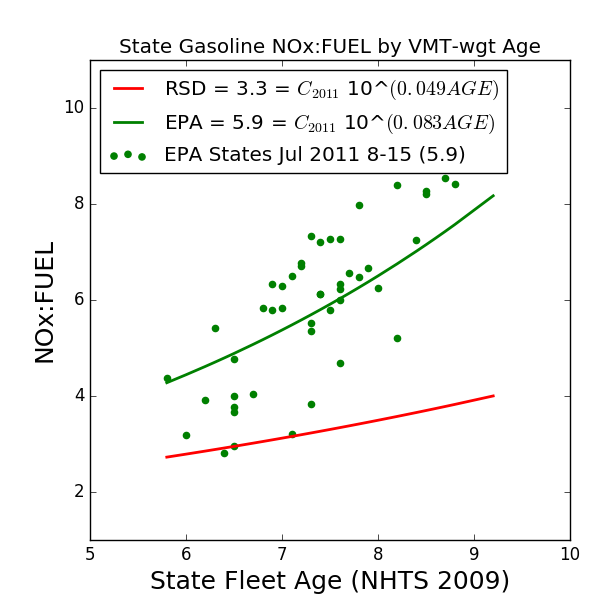 State Gasoline NOx:FUEL by VMT-wgt Age
RSD = 3.3 = C₂₀₁₁ 10^(0.049AGE)
EPA = 5.9 = C₂₀₁₁ 10^(0.083AGE)
EPA States Jul 2011 8-15 (5.9)
10
8
6
4
2
NOx:FUEL
5 6 7 8 9 10
State Fleet Age (NHTS 2009)